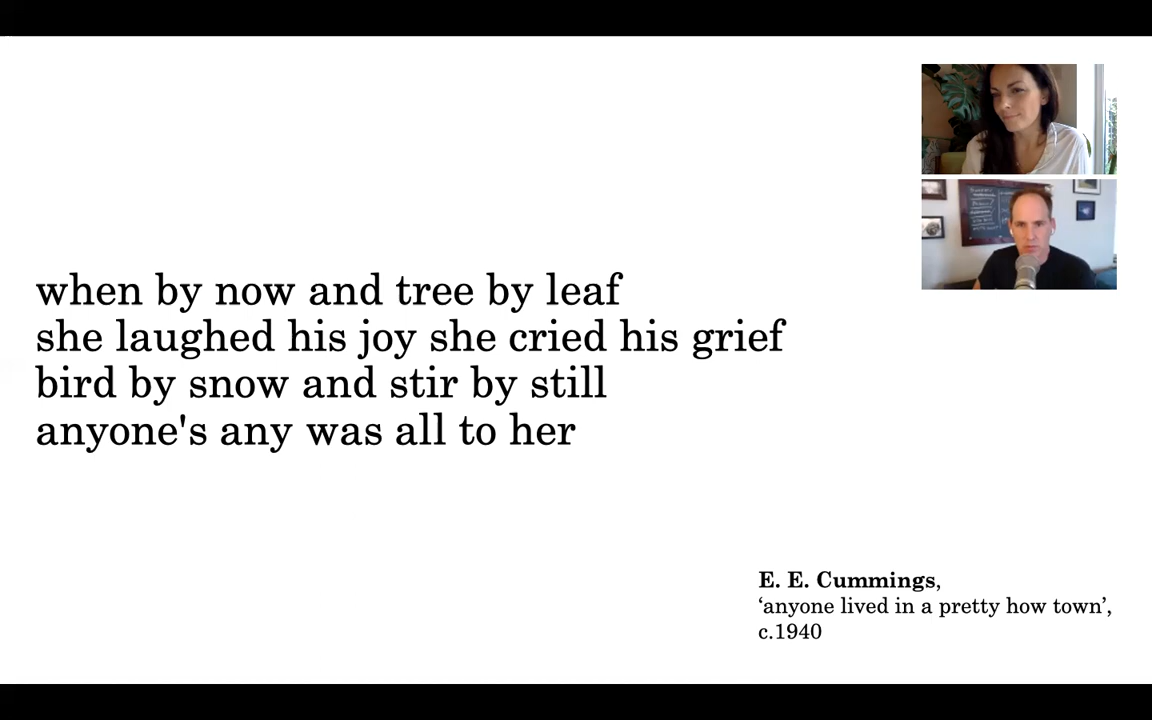 when by now and tree by leaf
she laughed his joy she cried his grief
bird by snow and stir by still
anyone's any was all to her
E. E. Cummings,
‘anyone lived in a pretty how town’,
c.1940